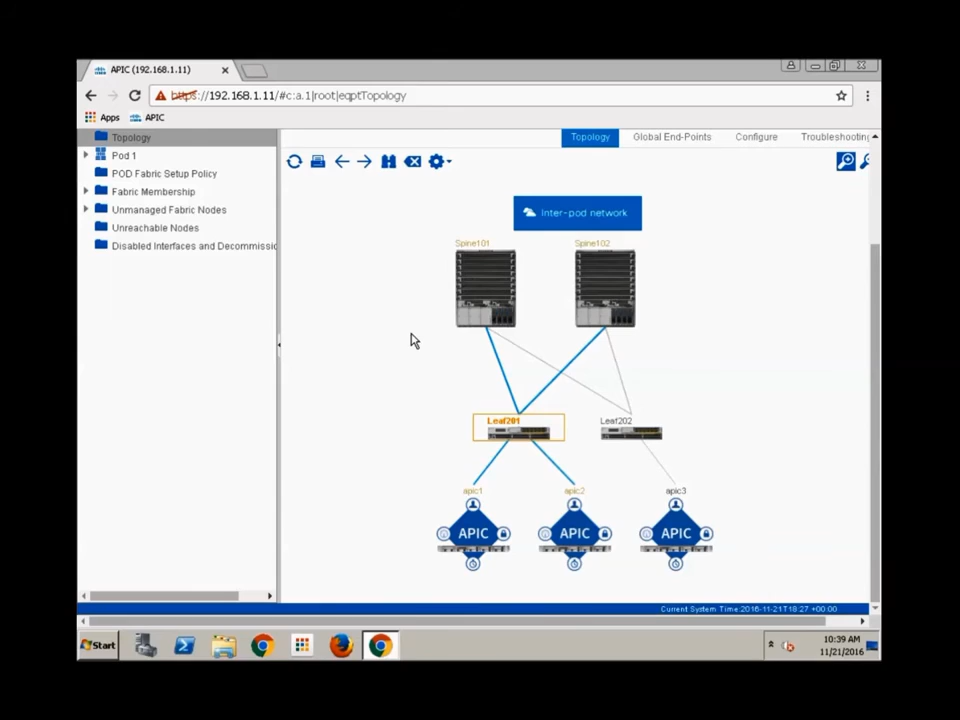 APIC (192.168.1.11)
https://192.168.1.11/#c:a.1|root|eqptTopology
Apps APIC
Topology
Pod 1
POD Fabric Setup Policy
Fabric Membership
Unmanaged Fabric Nodes
Unreachable Nodes
Disabled Interfaces and Decommissic
Topology Global End-Points Configure Troubleshooting
Inter-pod network
Spine101 Spine102
Leaf201 Leaf202
apic1 apic2 apic3
APIC APIC APIC
Current System Time:2016-11-21T18:27 +00:00
Start
10:39 AM
11/21/2016